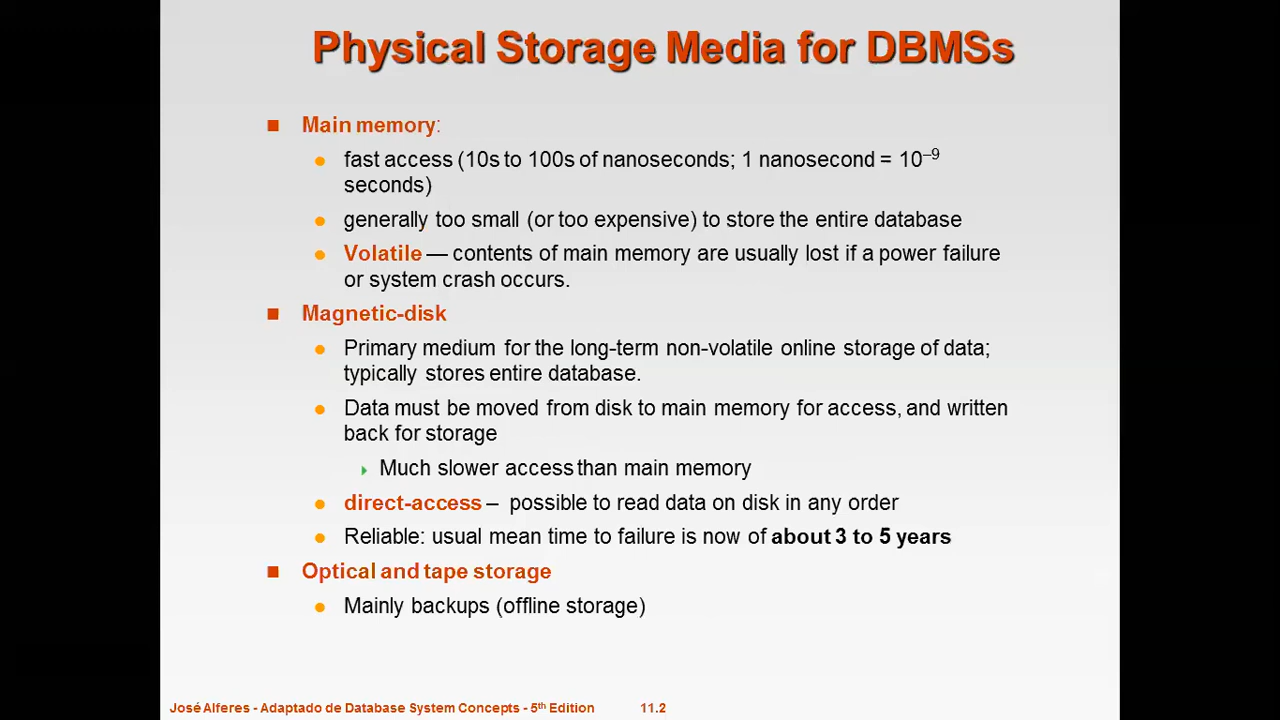 Physical Storage Media for DBMSs
Main memory:
fast access (10s to 100s of nanoseconds; 1 nanosecond = 10⁻⁹
seconds)
generally too small (or too expensive) to store the entire database
Volatile — contents of main memory are usually lost if a power failure
or system crash occurs.
Magnetic-disk
Primary medium for the long-term non-volatile online storage of data;
typically stores entire database.
Data must be moved from disk to main memory for access, and written
back for storage
Much slower access than main memory
direct-access – possible to read data on disk in any order
Reliable: usual mean time to failure is now of about 3 to 5 years
Optical and tape storage
Mainly backups (offline storage)
José Alferes - Adaptado de Database System Concepts - 5th Edition 11.2